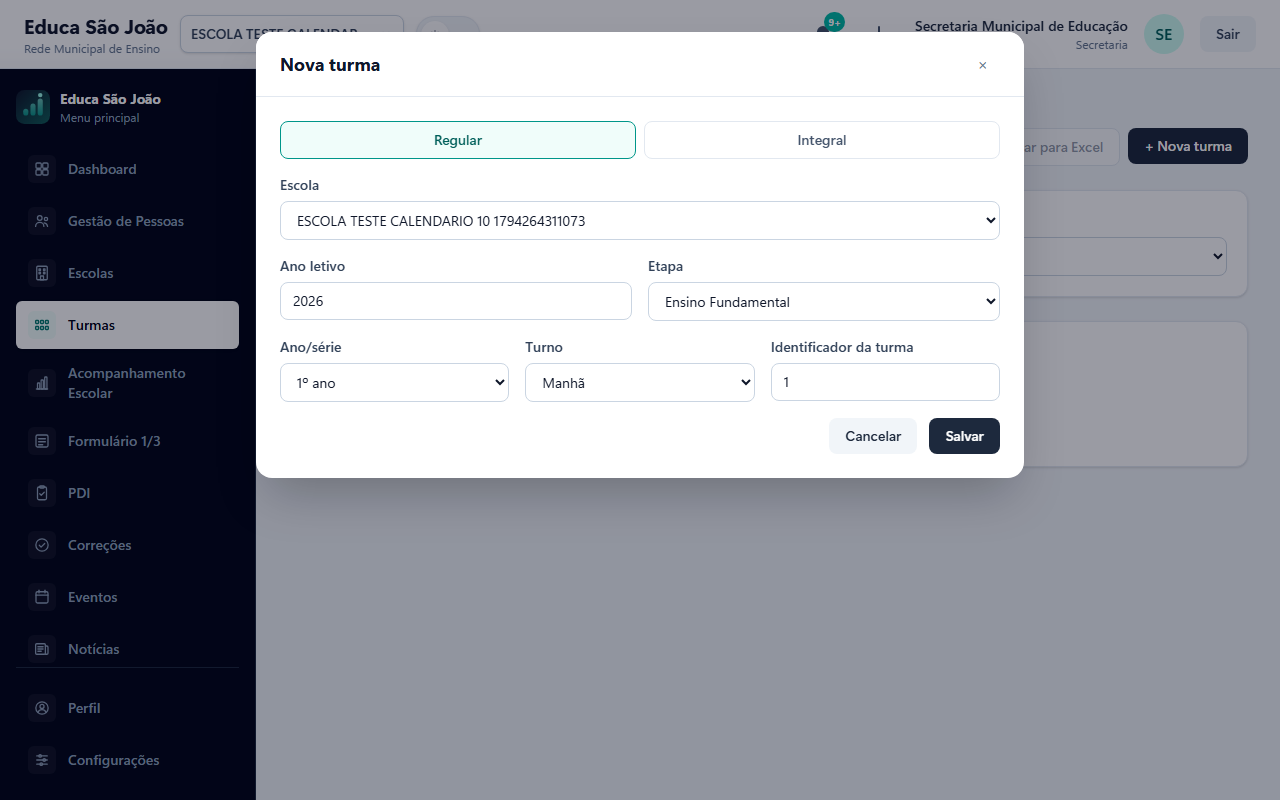 Educa São João
Rede Municipal de Ensino
ESCOLA TESTE CALENDAR
9+
Secretaria Municipal de Educação
Secretaria
SE
Sair
Educa São João
Menu principal
Dashboard
Gestão de Pessoas
Escolas
Turmas
Acompanhamento
Escolar
Formulário 1/3
PDI
Correções
Eventos
Notícias
Perfil
Configurações
ar para Excel
+ Nova turma
Nova turma
×
Regular
Integral
Escola
ESCOLA TESTE CALENDARIO 10 1794264311073
Ano letivo
Etapa
2026
Ensino Fundamental
Ano/série
Turno
Identificador da turma
1º ano
Manhã
1
Cancelar
Salvar